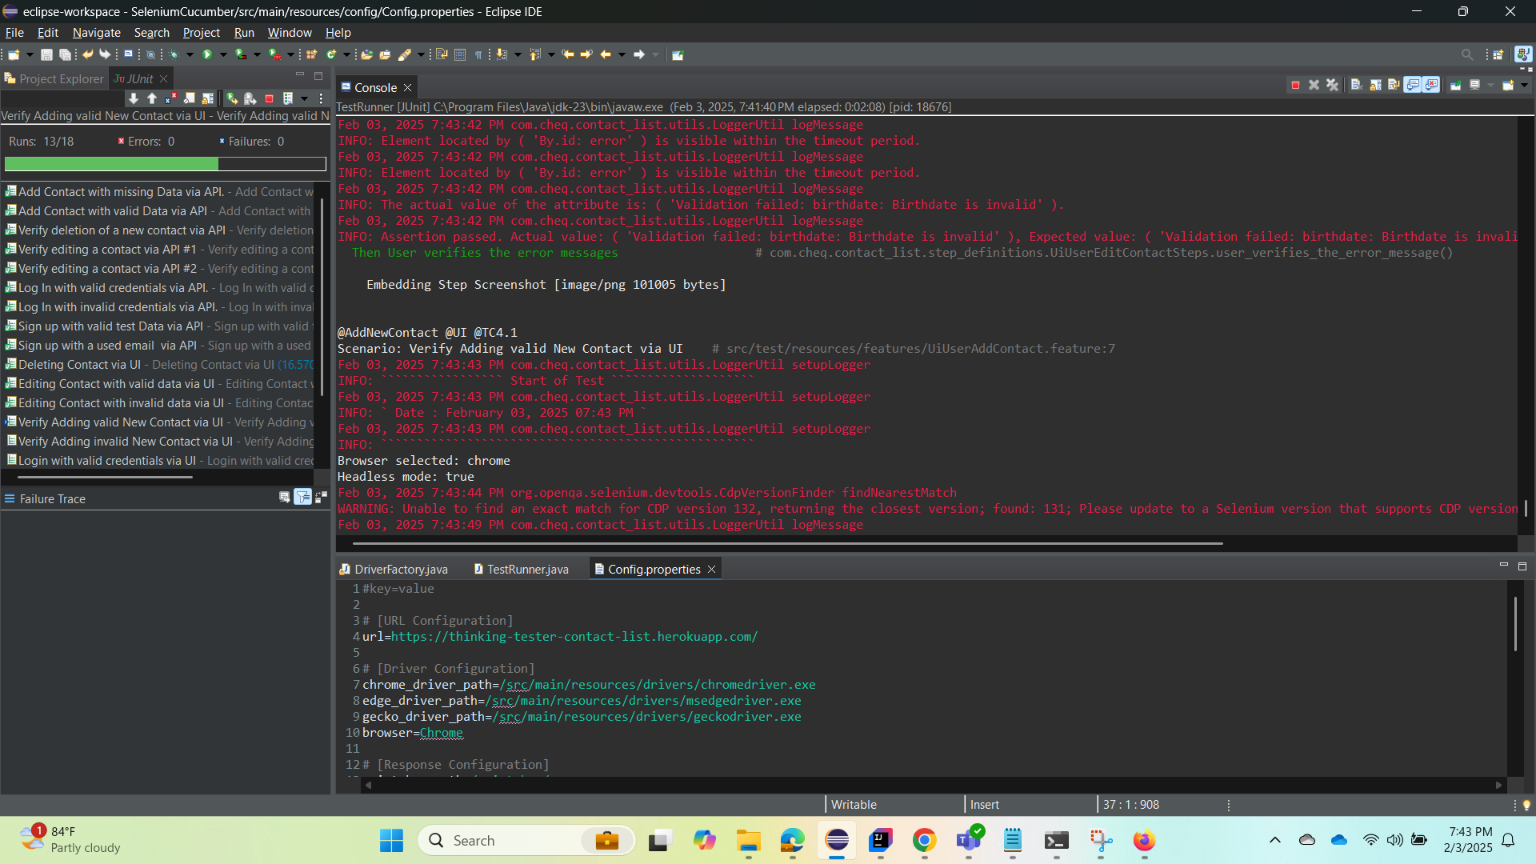 eclipse-workspace - SeleniumCucumber/src/main/resources/config/Config.properties - Eclipse IDE
File Edit Navigate Search Project Run Window Help
Project Explorer JUnit
Verify Adding valid New Contact via UI - Verify Adding valid N
Runs: 13/18 Errors: 0 Failures: 0
Add Contact with missing Data via API. - Add Contact w
Add Contact with valid Data via API - Add Contact with
Verify deletion of a new contact via API - Verify deletion
Verify editing a contact via API #1 - Verify editing a cont
Verify editing a contact via API #2 - Verify editing a cont
Log In with valid credentials via API. - Log In with valid c
Log In with invalid credentials via API. - Log In with inva
Sign up with valid test Data via API - Sign up with valid
Sign up with a used email via API - Sign up with a used
Deleting Contact via UI - Deleting Contact via UI (16.570
Editing Contact with valid data via UI - Editing Contact
Editing Contact with invalid data via UI - Editing Contac
Verify Adding valid New Contact via UI - Verify Adding v
Verify Adding invalid New Contact via UI - Verify Adding
Login with valid credentials via UI - Login with valid cre
Failure Trace
Console
TestRunner [JUnit] C:\Program Files\Java\jdk-23\bin\javaw.exe (Feb 3, 2025, 7:41:40 PM elapsed: 0:02:08) [pid: 18676]
Feb 03, 2025 7:43:42 PM com.cheq.contact_list.utils.LoggerUtil logMessage
INFO: Element located by ( 'By.id: error' ) is visible within the timeout period.
Feb 03, 2025 7:43:42 PM com.cheq.contact_list.utils.LoggerUtil logMessage
INFO: Element located by ( 'By.id: error' ) is visible within the timeout period.
Feb 03, 2025 7:43:42 PM com.cheq.contact_list.utils.LoggerUtil logMessage
INFO: The actual value of the attribute is: ( 'Validation failed: birthdate: Birthdate is invalid' ).
Feb 03, 2025 7:43:42 PM com.cheq.contact_list.utils.LoggerUtil logMessage
INFO: Assertion passed. Actual value: ( 'Validation failed: birthdate: Birthdate is invalid' ), Expected value: ( 'Validation failed: birthdate: Birthdate is invali
Then User verifies the error messages # com.cheq.contact_list.step_definitions.UiUserEditContactSteps.user_verifies_the_error_message()
Embedding Step Screenshot [image/png 101005 bytes]
@AddNewContact @UI @TC4.1
Scenario: Verify Adding valid New Contact via UI # src/test/resources/features/UiUserAddContact.feature:7
Feb 03, 2025 7:43:43 PM com.cheq.contact_list.utils.LoggerUtil setupLogger
INFO: ````````````````` Start of Test ````````````````````
Feb 03, 2025 7:43:43 PM com.cheq.contact_list.utils.LoggerUtil setupLogger
INFO: ` Date : February 03, 2025 07:43 PM `
Feb 03, 2025 7:43:43 PM com.cheq.contact_list.utils.LoggerUtil setupLogger
INFO: ````````````````````````````````````````````````````
Browser selected: chrome
Headless mode: true
Feb 03, 2025 7:43:44 PM org.openqa.selenium.devtools.CdpVersionFinder findNearestMatch
WARNING: Unable to find an exact match for CDP version 132, returning the closest version; found: 131; Please update to a Selenium version that supports CDP version
Feb 03, 2025 7:43:49 PM com.cheq.contact_list.utils.LoggerUtil logMessage
DriverFactory.java TestRunner.java Config.properties
1 #key=value
2
3 # [URL Configuration]
4 url=https://thinking-tester-contact-list.herokuapp.com/
5
6 # [Driver Configuration]
7 chrome_driver_path=/src/main/resources/drivers/chromedriver.exe
8 edge_driver_path=/src/main/resources/drivers/msedgedriver.exe
9 gecko_driver_path=/src/main/resources/drivers/geckodriver.exe
10 browser=Chrome
11
12 # [Response Configuration]
Writable Insert 37 : 1 : 908
1 84°F
Partly cloudy
Search
7:43 PM
2/3/2025